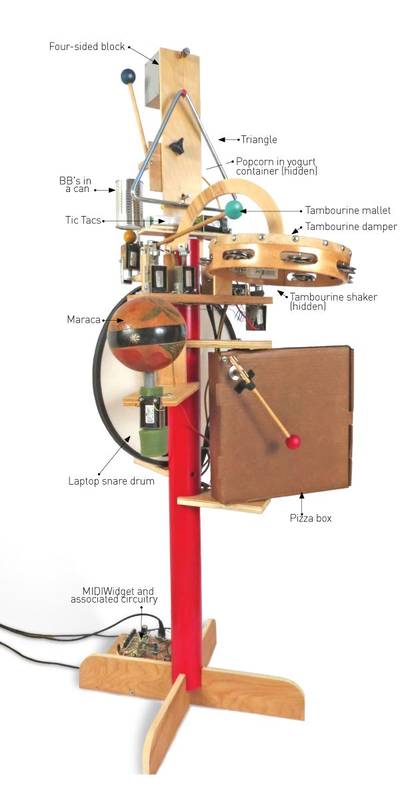 Four-sided block
Triangle
Popcorn in yogurt
container (hidden)
BB's in
a can
Tic Tacs
Tambourine mallet
Tambourine damper
Tambourine shaker
(hidden)
Maraca
Laptop snare drum
Pizza box
MIDIWidget and
associated circuitry